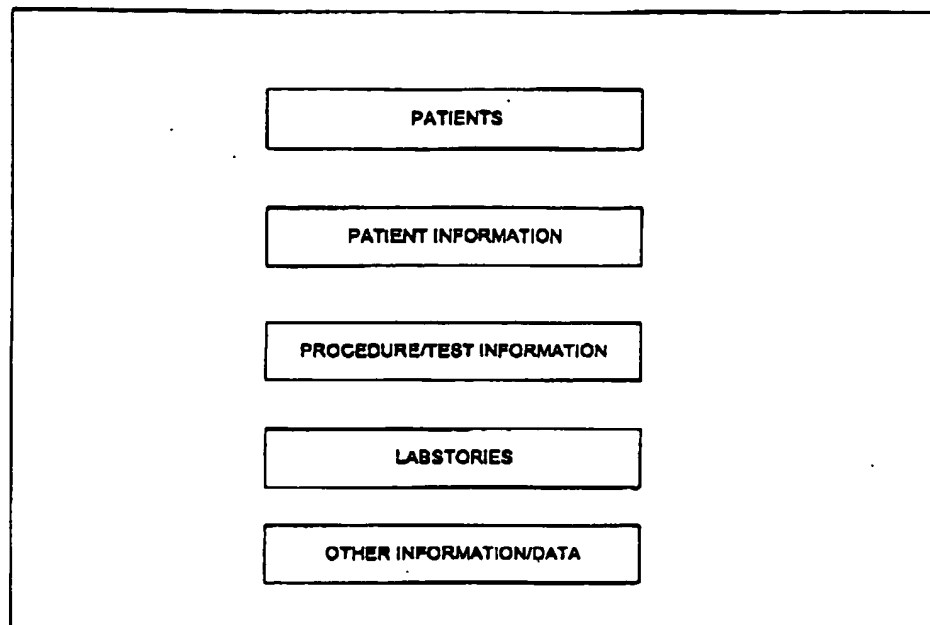 PATIENTS
PATIENT INFORMATION
PROCEDURE/TEST INFORMATION
LABSTORIES
OTHER INFORMATION/DATA